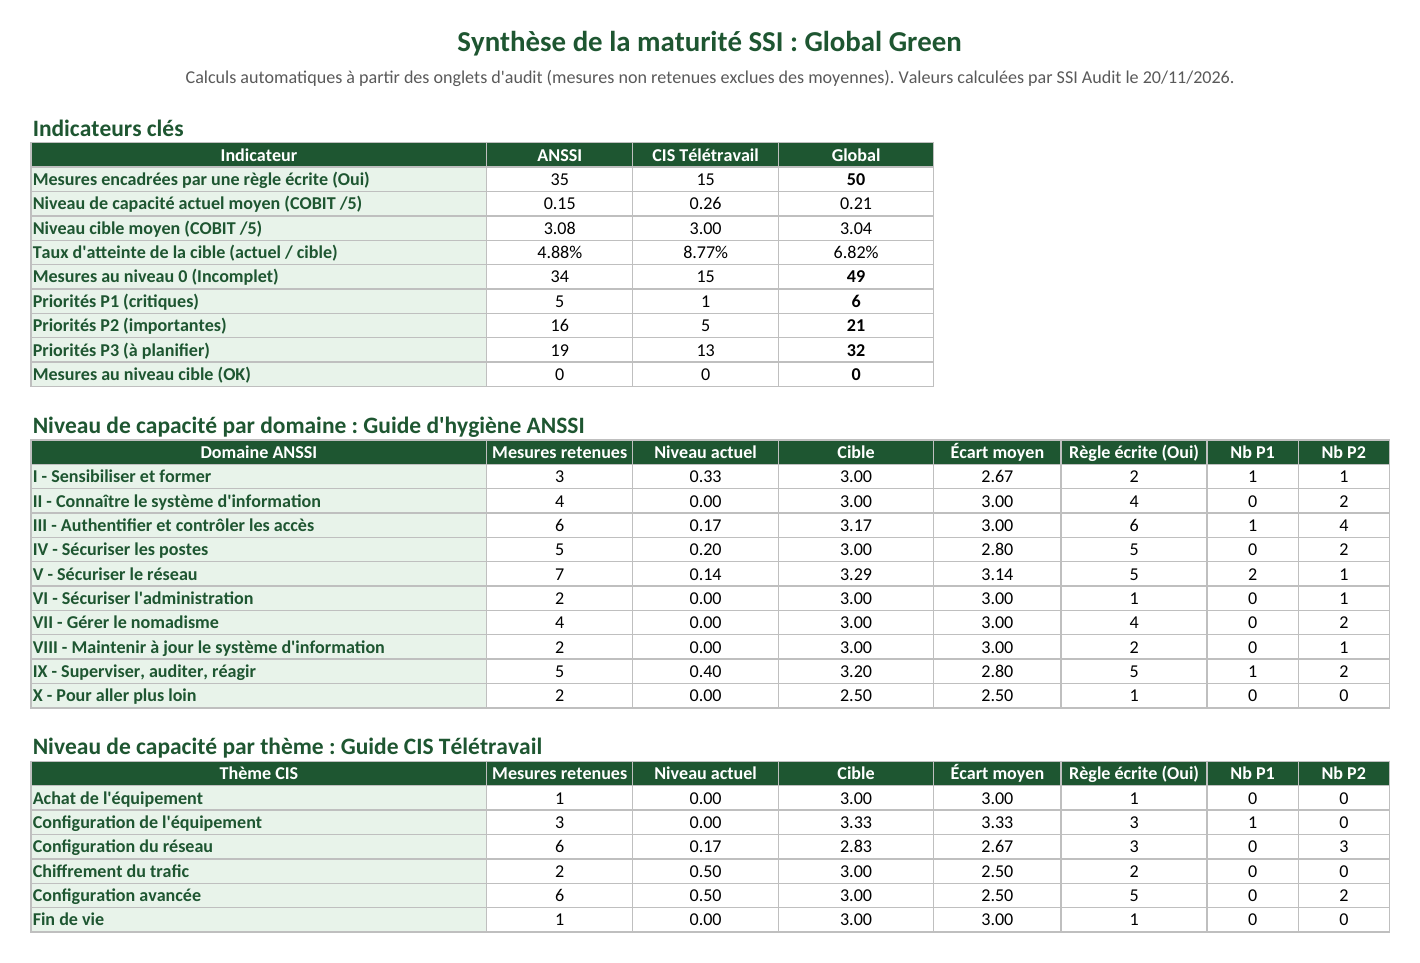 Synthèse de la maturité SSI : Global Green
Calculs automatiques à partir des onglets d'audit (mesures non retenues exclues des moyennes). Valeurs calculées par SSI Audit le 20/11/2026.
Indicateurs clés
Indicateur ANSSI CIS Télétravail Global
Mesures encadrées par une règle écrite (Oui) 35 15 50
Niveau de capacité actuel moyen (COBIT /5) 0.15 0.26 0.21
Niveau cible moyen (COBIT /5) 3.08 3.00 3.04
Taux d'atteinte de la cible (actuel / cible) 4.88% 8.77% 6.82%
Mesures au niveau 0 (Incomplet) 34 15 49
Priorités P1 (critiques) 5 1 6
Priorités P2 (importantes) 16 5 21
Priorités P3 (à planifier) 19 13 32
Mesures au niveau cible (OK) 0 0 0
Niveau de capacité par domaine : Guide d'hygiène ANSSI
Domaine ANSSI Mesures retenues Niveau actuel Cible Écart moyen Règle écrite (Oui) Nb P1 Nb P2
I - Sensibiliser et former 3 0.33 3.00 2.67 2 1 1
II - Connaître le système d'information 4 0.00 3.00 3.00 4 0 2
III - Authentifier et contrôler les accès 6 0.17 3.17 3.00 6 1 4
IV - Sécuriser les postes 5 0.20 3.00 2.80 5 0 2
V - Sécuriser le réseau 7 0.14 3.29 3.14 5 2 1
VI - Sécuriser l'administration 2 0.00 3.00 3.00 1 0 1
VII - Gérer le nomadisme 4 0.00 3.00 3.00 4 0 2
VIII - Maintenir à jour le système d'information 2 0.00 3.00 3.00 2 0 1
IX - Superviser, auditer, réagir 5 0.40 3.20 2.80 5 1 2
X - Pour aller plus loin 2 0.00 2.50 2.50 1 0 0
Niveau de capacité par thème : Guide CIS Télétravail
Thème CIS Mesures retenues Niveau actuel Cible Écart moyen Règle écrite (Oui) Nb P1 Nb P2
Achat de l'équipement 1 0.00 3.00 3.00 1 0 0
Configuration de l'équipement 3 0.00 3.33 3.33 3 1 0
Configuration du réseau 6 0.17 2.83 2.67 3 0 3
Chiffrement du trafic 2 0.50 3.00 2.50 2 0 0
Configuration avancée 6 0.50 3.00 2.50 5 0 2
Fin de vie 1 0.00 3.00 3.00 1 0 0